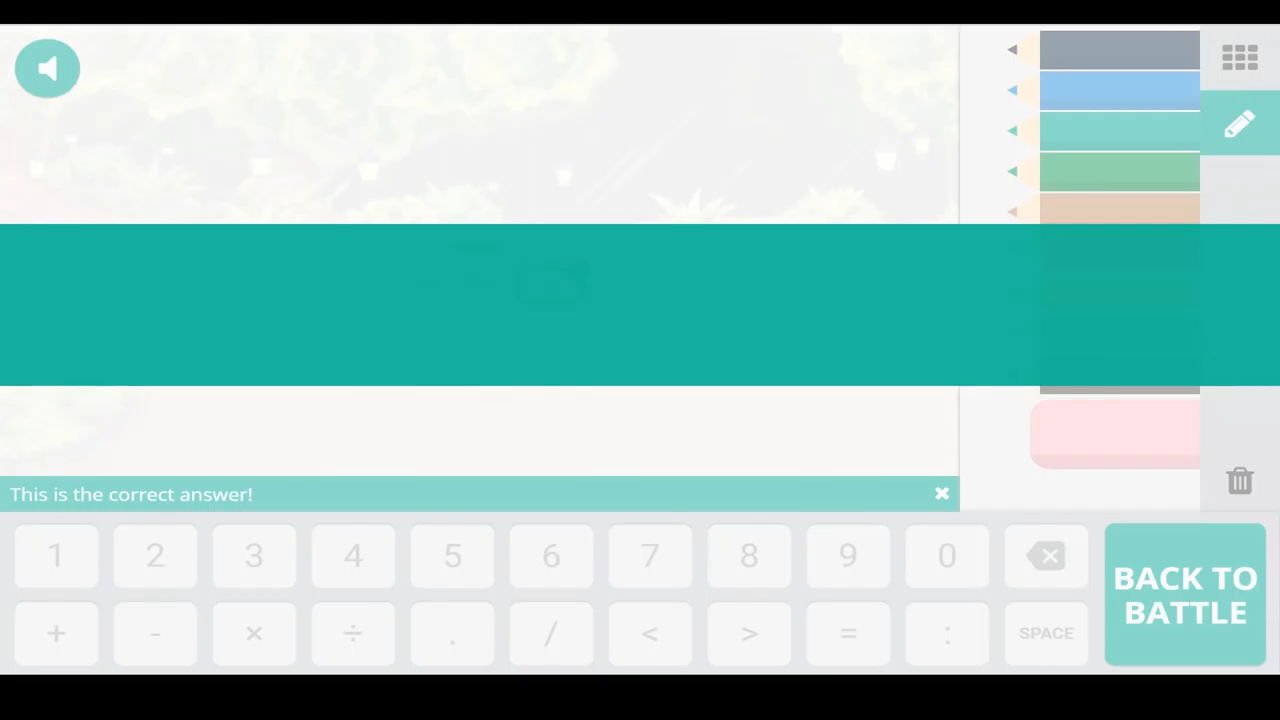 This is the correct answer!
1 2 3 4 5 6 7 8 9 0
+ - × ÷ . / < > = : SPACE
BACK TO
BATTLE